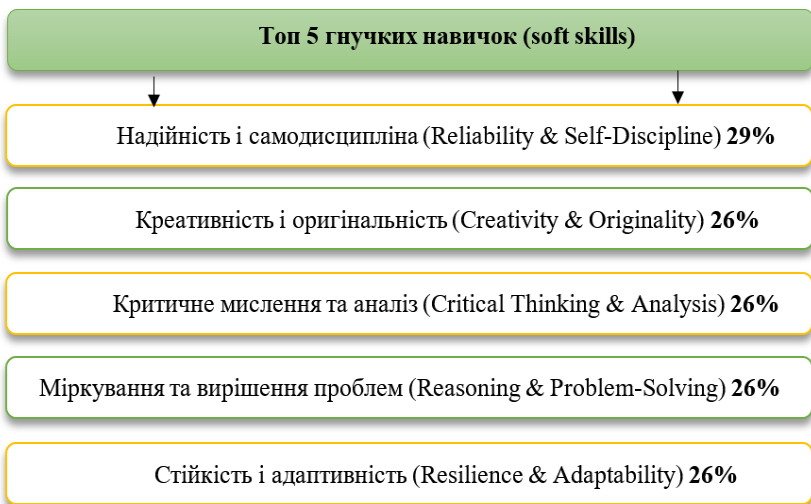 Топ 5 гнучких навичок (soft skills)
Надійність і самодисципліна (Reliability & Self-Discipline) 29%
Креативність і оригінальність (Creativity & Originality) 26%
Критичне мислення та аналіз (Critical Thinking & Analysis) 26%
Міркування та вирішення проблем (Reasoning & Problem-Solving) 26%
Стійкість і адаптивність (Resilience & Adaptability) 26%